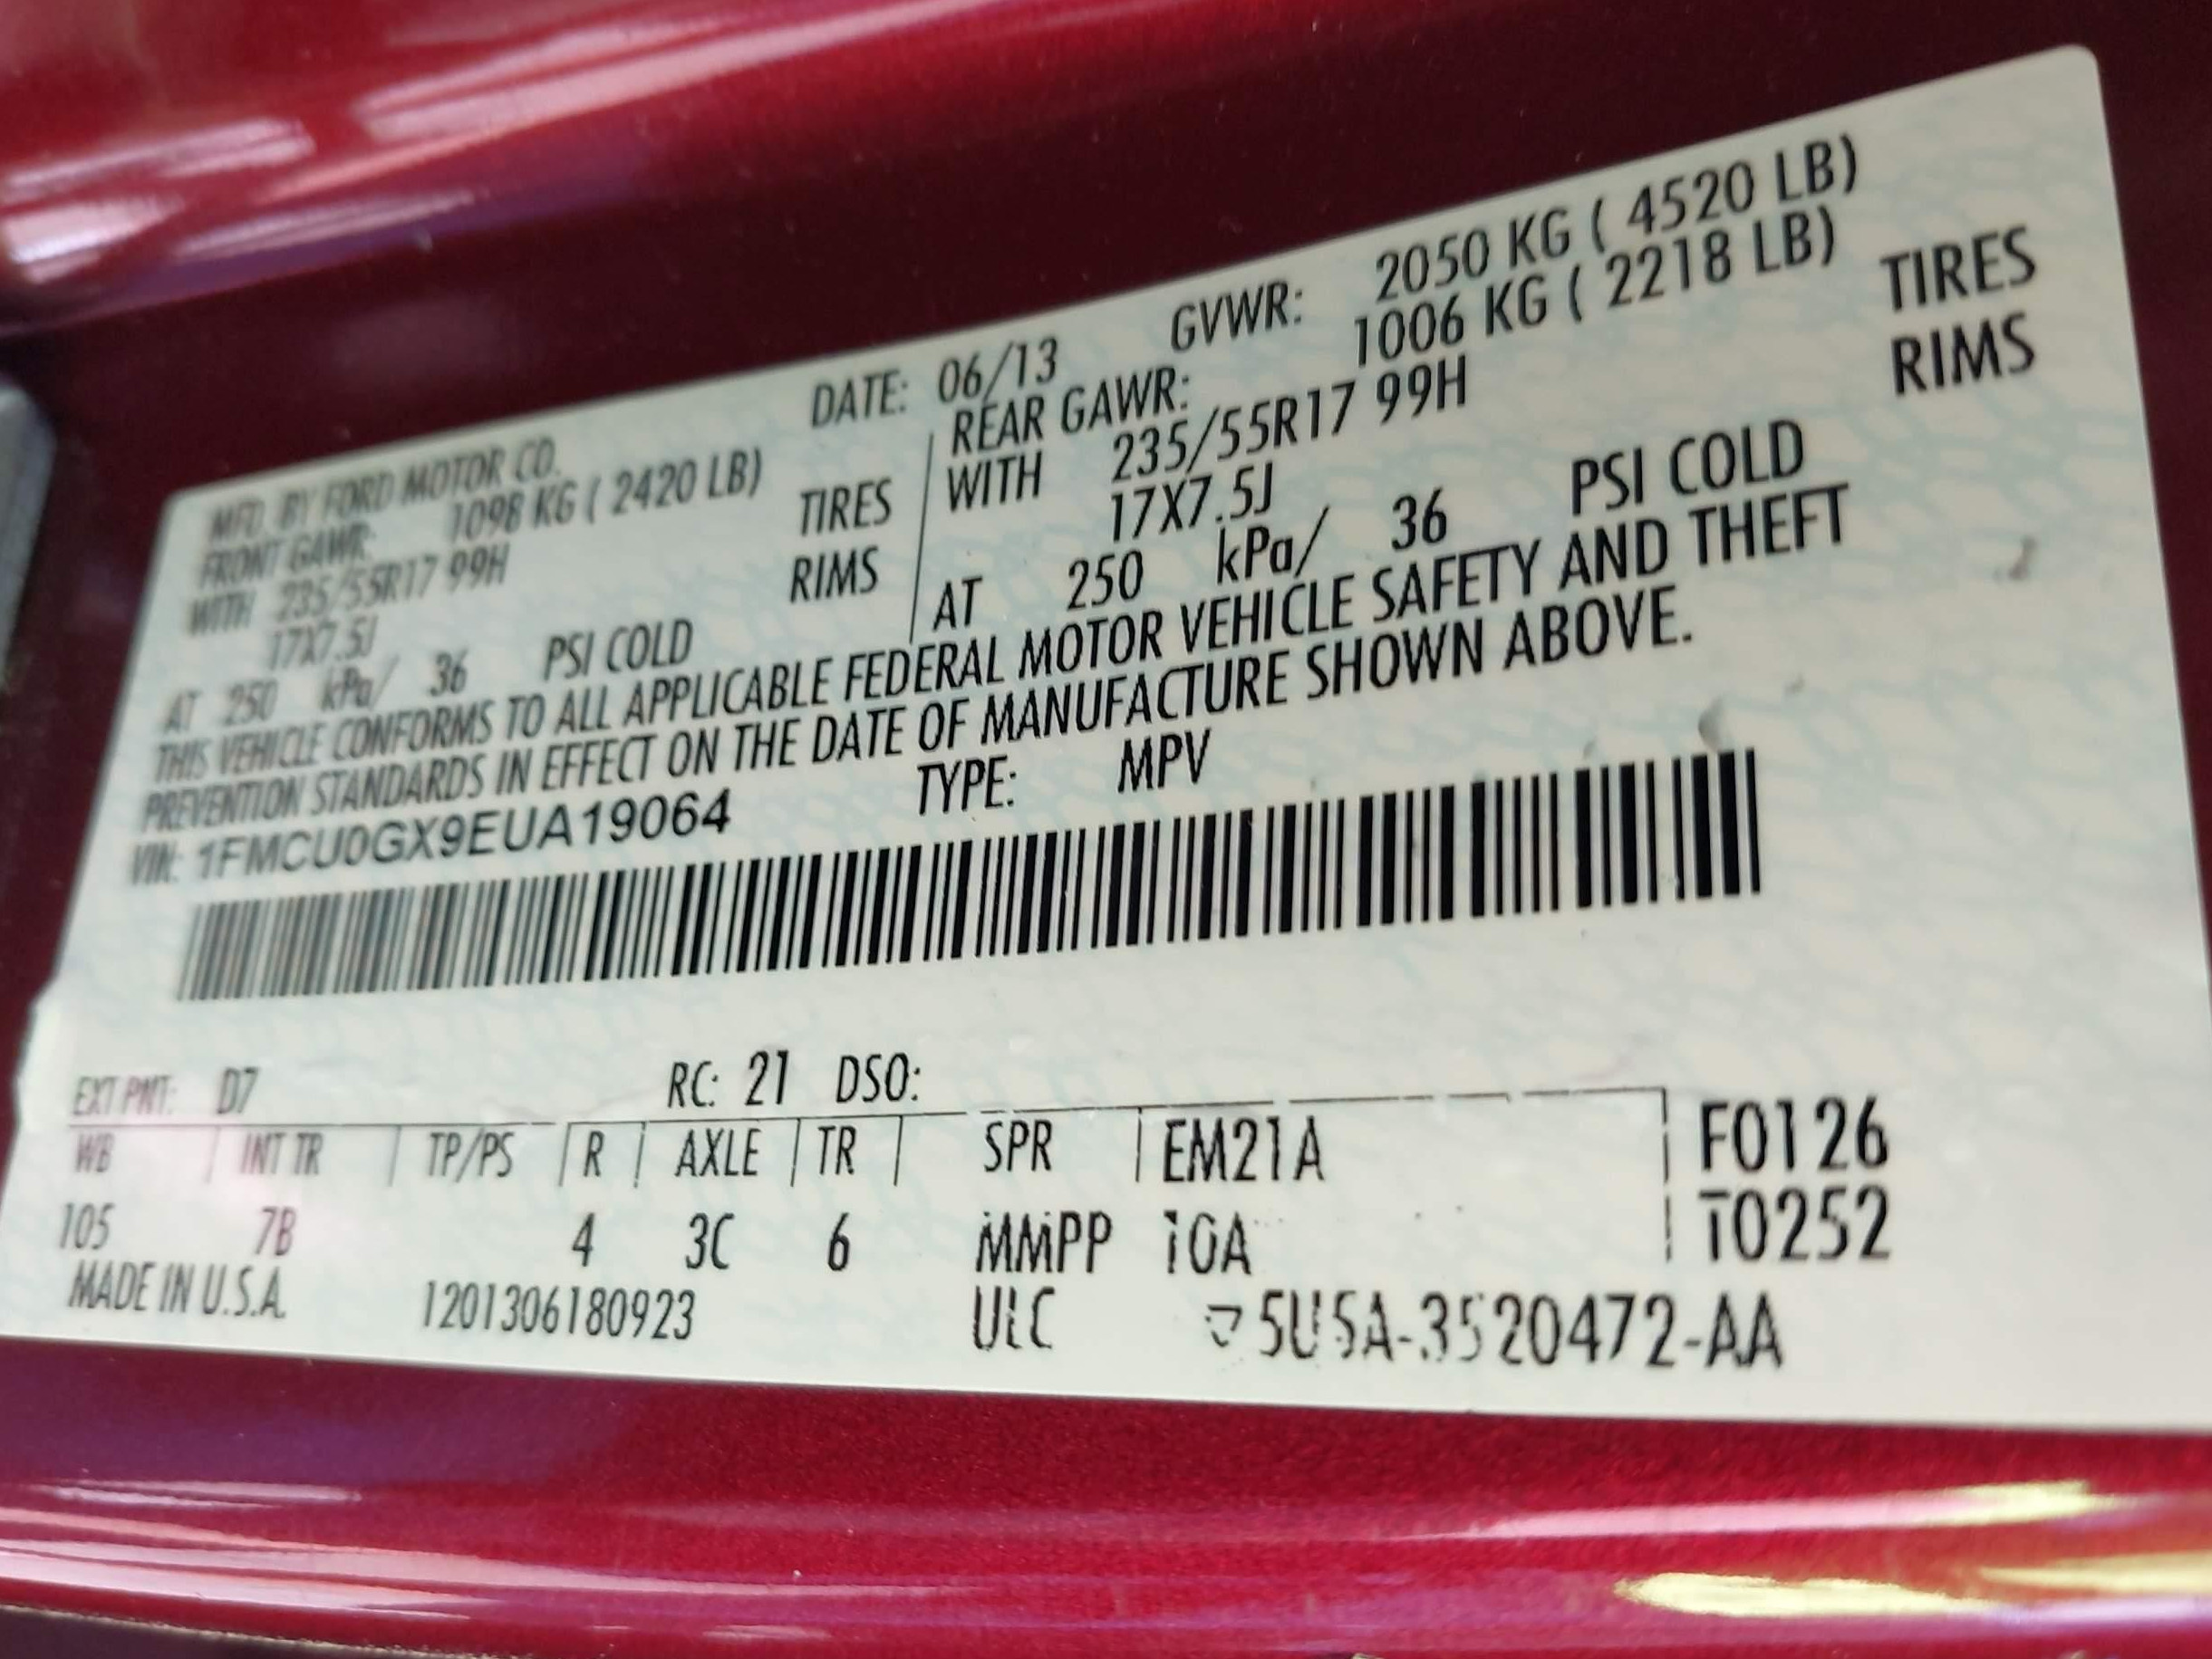 MFD. BY FORD MOTOR CO. DATE: 06/13 GVWR: 2050 KG ( 4520 LB)
FRONT GAWR: 1098 KG ( 2420 LB) REAR GAWR: 1006 KG ( 2218 LB)
WITH 235/55R17 99H TIRES WITH 235/55R17 99H TIRES
17X7.5J RIMS 17X7.5J RIMS
AT 250 kPa/ 36 PSI COLD AT 250 kPa/ 36 PSI COLD
THIS VEHICLE CONFORMS TO ALL APPLICABLE FEDERAL MOTOR VEHICLE SAFETY AND THEFT
PREVENTION STANDARDS IN EFFECT ON THE DATE OF MANUFACTURE SHOWN ABOVE.
VIN: 1FMCU0GX9EUA19064 TYPE: MPV
EXT PNT: D7 RC: 21 DSO:
WB INT TR TP/PS R AXLE TR SPR EM21A F0126
105 7B 4 3C 6 MMPP 10A T0252
MADE IN U.S.A. 1201306180923 ULC 5U5A-3520472-AA